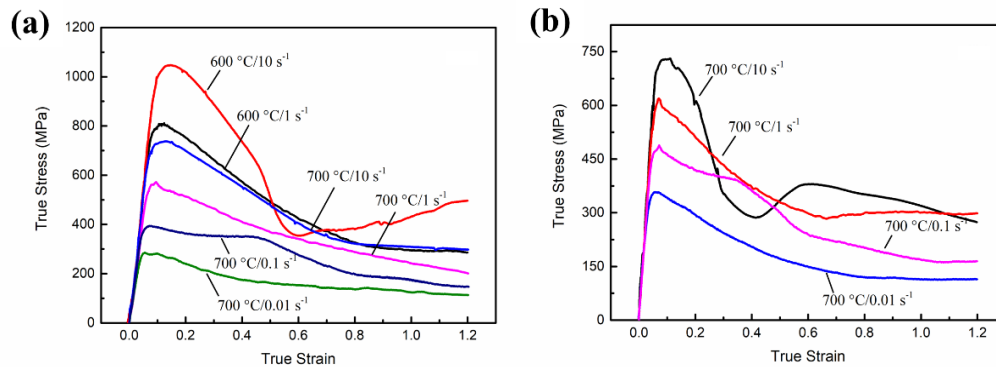 (a)
1200
1000
800
600
400
200
0
True Stress (MPa)
600 °C/10 s⁻¹
600 °C/1 s⁻¹
700 °C/10 s⁻¹
700 °C/1 s⁻¹
700 °C/0.1 s⁻¹
700 °C/0.01 s⁻¹
0.0 0.2 0.4 0.6 0.8 1.0 1.2
True Strain
(b)
750
600
450
300
150
0
True Stress (MPa)
700 °C/10 s⁻¹
700 °C/1 s⁻¹
700 °C/0.1 s⁻¹
700 °C/0.01 s⁻¹
0.0 0.2 0.4 0.6 0.8 1.0 1.2
True Strain